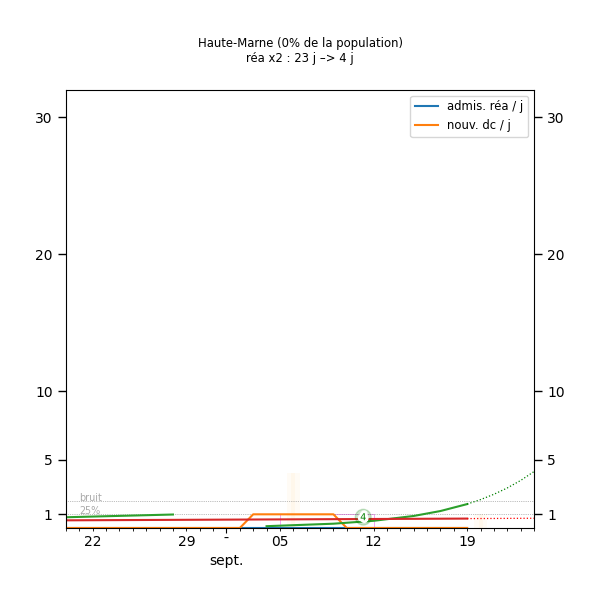 Haute-Marne (0% de la population)
réa x2 : 23 j –> 4 j
admis. réa / j
nouv. dc / j
30
30
20
20
10
10
5
5
bruit
25%
1
1
4
22
29
05
12
19
sept.